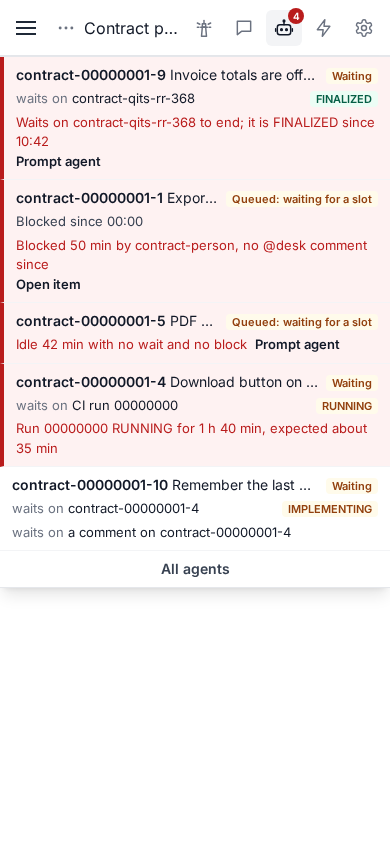 Contract p...
4
contract-00000001-9 Invoice totals are off... Waiting
waits on contract-qits-rr-368 FINALIZED
Waits on contract-qits-rr-368 to end; it is FINALIZED since
10:42
Prompt agent
contract-00000001-1 Expor... Queued: waiting for a slot
Blocked since 00:00
Blocked 50 min by contract-person, no @desk comment
since
Open item
contract-00000001-5 PDF ... Queued: waiting for a slot
Idle 42 min with no wait and no block Prompt agent
contract-00000001-4 Download button on ... Waiting
waits on CI run 00000000 RUNNING
Run 00000000 RUNNING for 1 h 40 min, expected about
35 min
contract-00000001-10 Remember the last ... Waiting
waits on contract-00000001-4 IMPLEMENTING
waits on a comment on contract-00000001-4
All agents